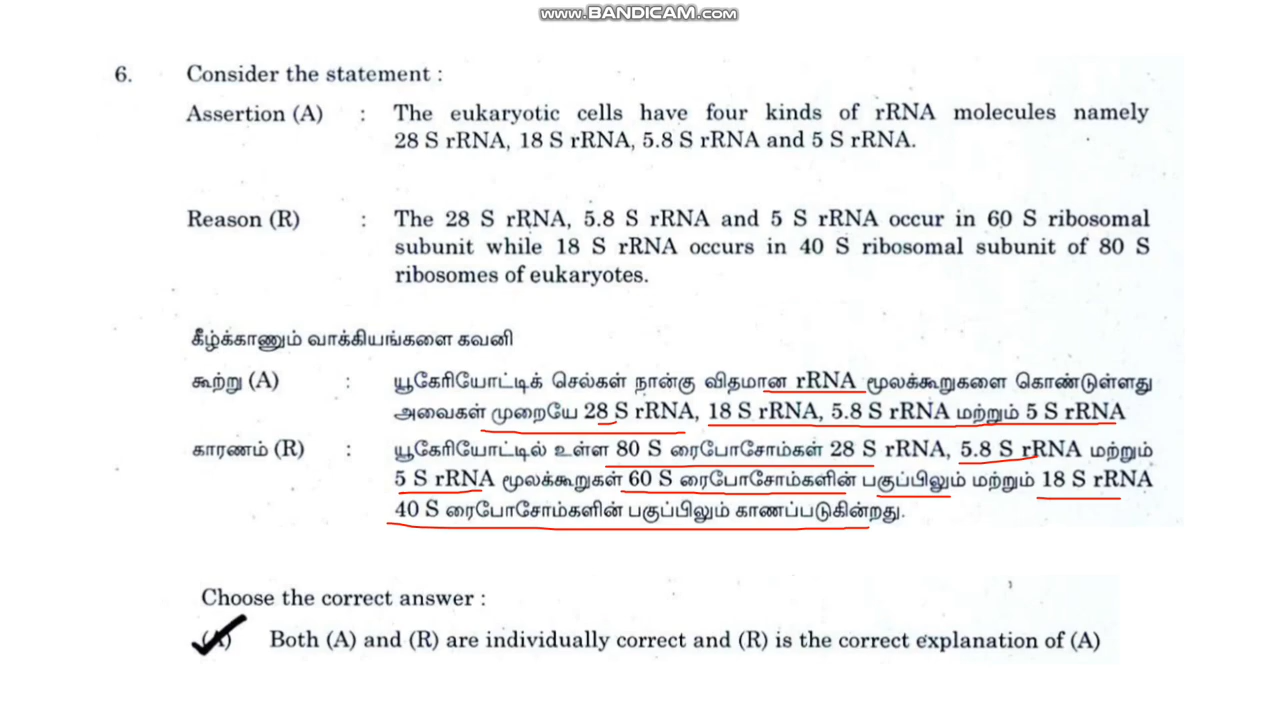 www.BANDICAM.com
6. Consider the statement :
Assertion (A) : The eukaryotic cells have four kinds of rRNA molecules namely
28 S rRNA, 18 S rRNA, 5.8 S rRNA and 5 S rRNA.
Reason (R) : The 28 S rRNA, 5.8 S rRNA and 5 S rRNA occur in 60 S ribosomal
subunit while 18 S rRNA occurs in 40 S ribosomal subunit of 80 S
ribosomes of eukaryotes.
கீழ்க்காணும் வாக்கியங்களை கவனி
கூற்று (A) : யூகேரியோட்டிக் செல்கள் நான்கு விதமான rRNA மூலக்கூறுகளை கொண்டுள்ளது
அவைகள் முறையே 28 S rRNA, 18 S rRNA, 5.8 S rRNA மற்றும் 5 S rRNA
காரணம் (R) : யூகேரியோட்டில் உள்ள 80 S ரைபோசோம்கள் 28 S rRNA, 5.8 S rRNA மற்றும்
5 S rRNA மூலக்கூறுகள் 60 S ரைபோசோம்களின் பகுப்பிலும் மற்றும் 18 S rRNA
40 S ரைபோசோம்களின் பகுப்பிலும் காணப்படுகின்றது.
Choose the correct answer :
(A) Both (A) and (R) are individually correct and (R) is the correct explanation of (A)